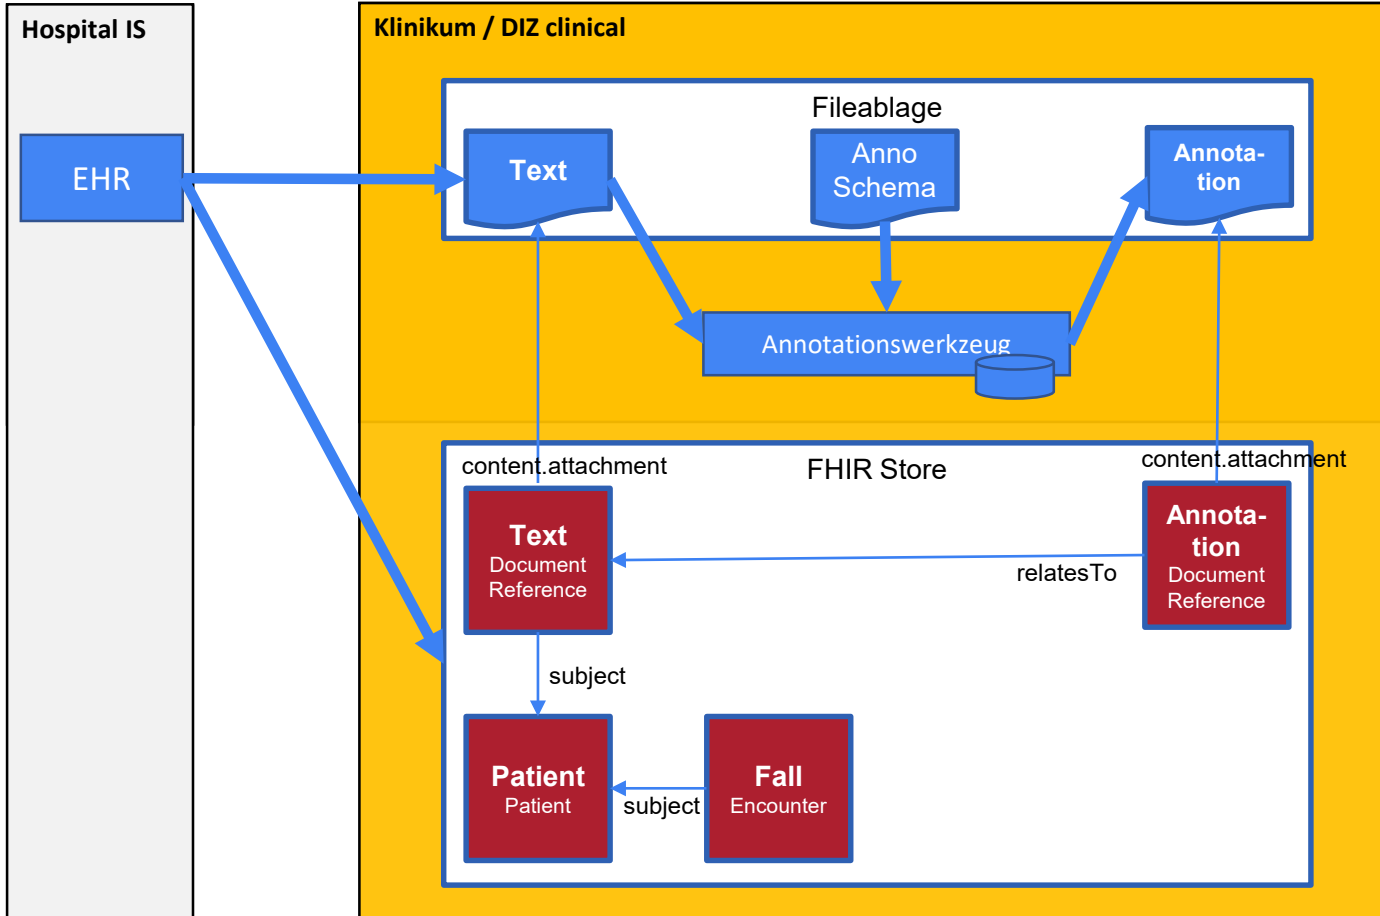 Hospital IS
Klinikum / DIZ clinical
EHR
Fileablage
Text
Anno
Schema
Annota-
tion
Annotationswerkzeug
FHIR Store
content.attachment
content.attachment
Text
Document
Reference
Annota-
tion
Document
Reference
relatesTo
subject
Patient
Patient
subject
Fall
Encounter